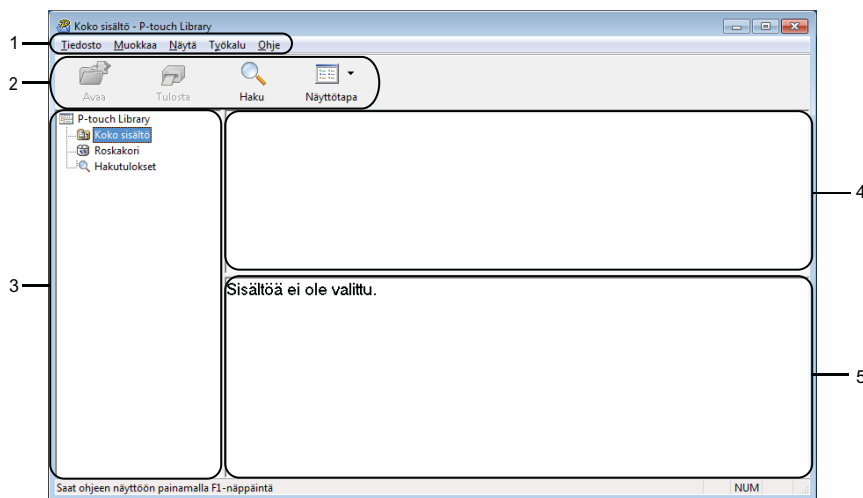 Koko sisältö - P-touch Library
1
Tiedosto Muokkaa Näytä Työkalu Ohje
2
Avaa Tulosta Haku Näyttötapa
P-touch Library
Koko sisältö
Roskakori
Hakutulokset
3
4
Sisältöä ei ole valittu.
5
Saat ohjeen näyttöön painamalla F1-näppäintä NUM